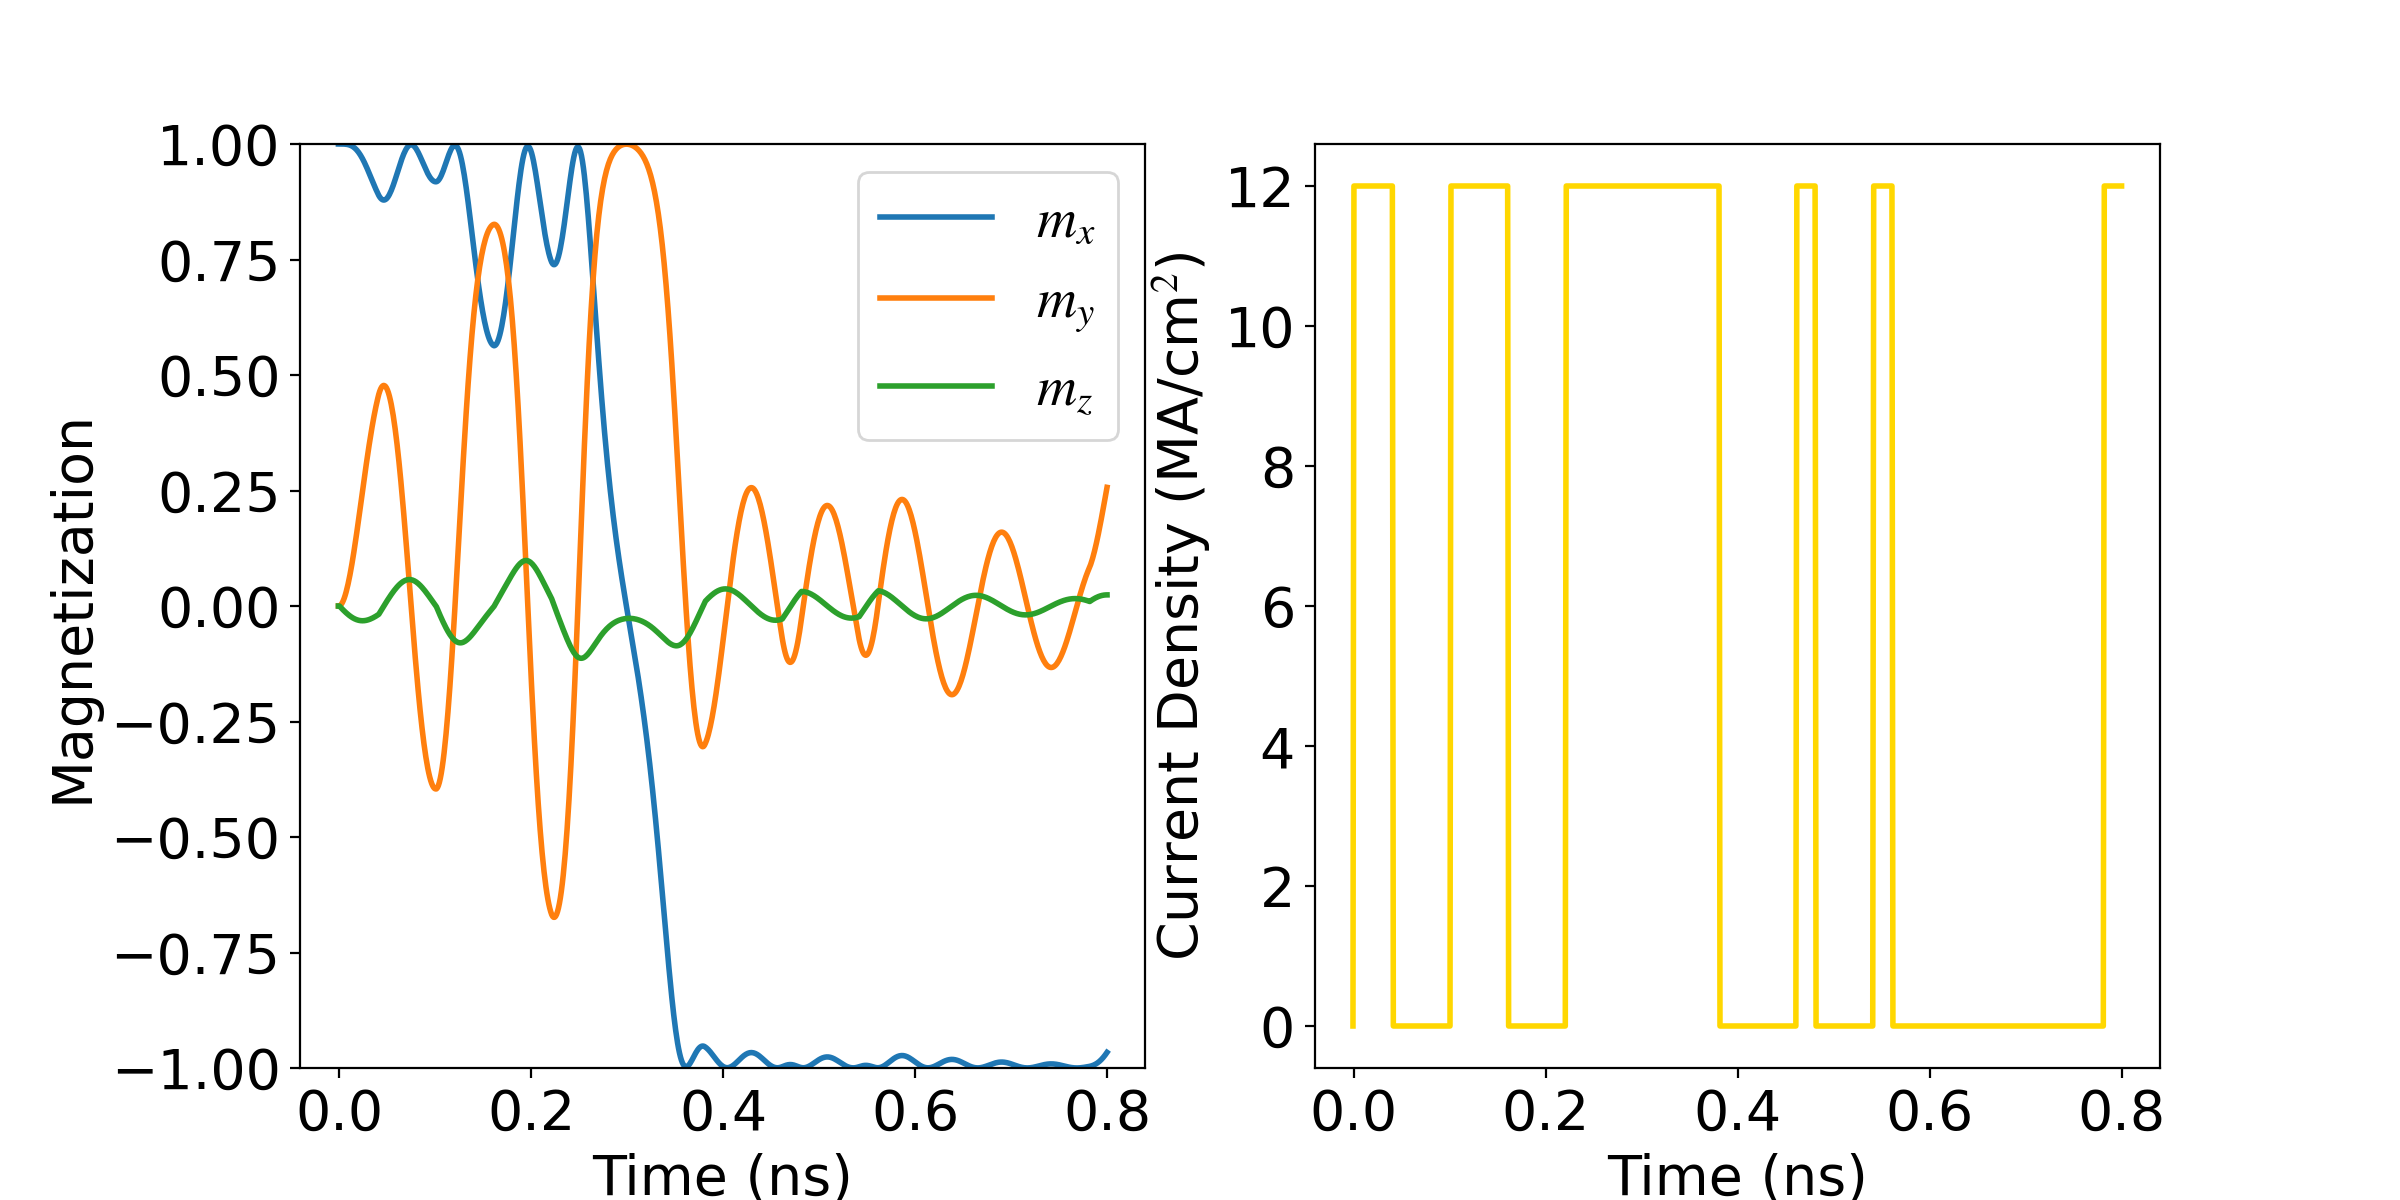 Magnetization
1.00
0.75
0.50
0.25
0.00
−0.25
−0.50
−0.75
−1.00
0.0 0.2 0.4 0.6 0.8
Time (ns)
m_x
m_y
m_z
Current Density (MA/cm²)
12
10
8
6
4
2
0
0.0 0.2 0.4 0.6 0.8
Time (ns)